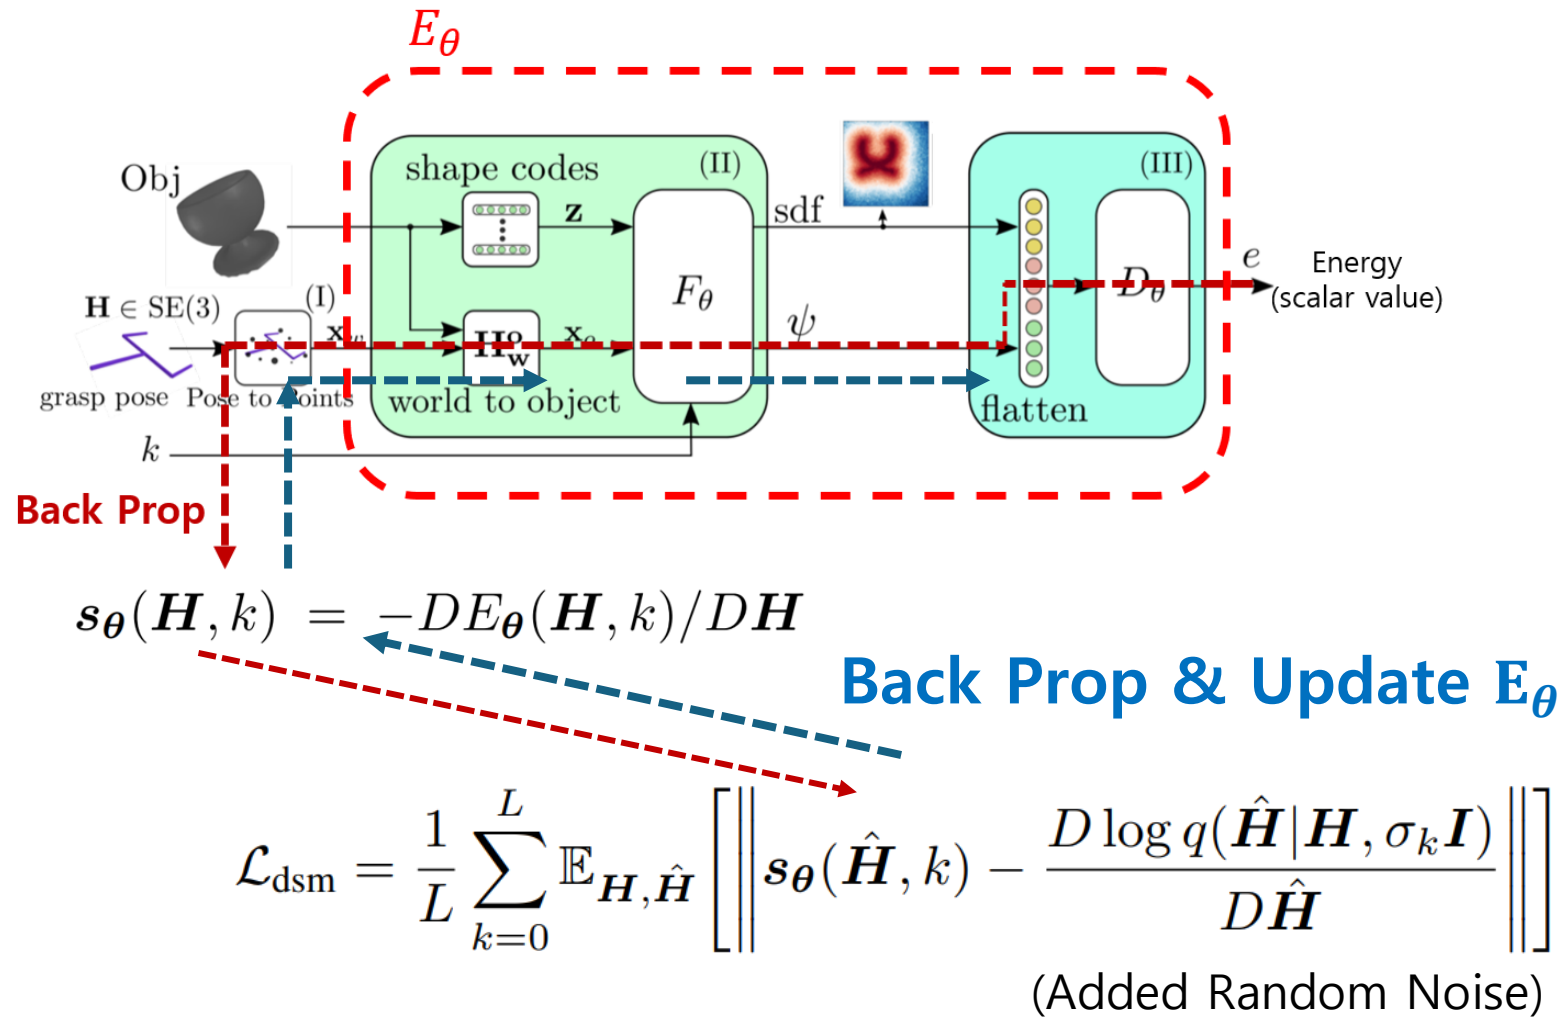 E_θ
shape codes
(II)
(III)
Obj
z
sdf
F_θ
D_θ
e
Energy
(scalar value)
H ∈ SE(3)
(I)
x_w
H_w^o
x_o
ψ
grasp pose
Pose to Points
world to object
flatten
k
Back Prop
s_θ(H, k) = −DE_θ(H, k)/DH
Back Prop & Update E_θ
ℒ_dsm = 1/L ∑_{k=0}^{L} 𝔼_{H,Ĥ} [‖s_θ(Ĥ, k) − D log q(Ĥ|H, σ_k I) / DĤ‖]
(Added Random Noise)